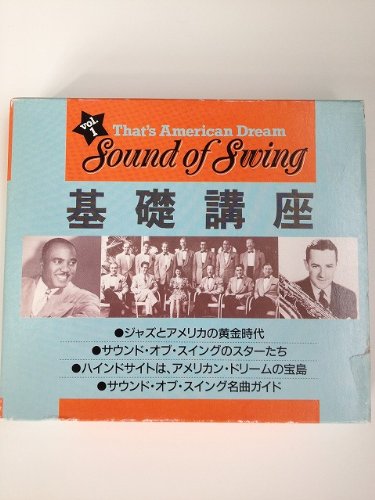 vol.
1
That's American Dream
Sound of Swing
基礎講座
●ジャズとアメリカの黄金時代
●サウンド・オブ・スイングのスターたち
●ハインドサイトは、アメリカン・ドリームの宝島
●サウンド・オブ・スイング名曲ガイド